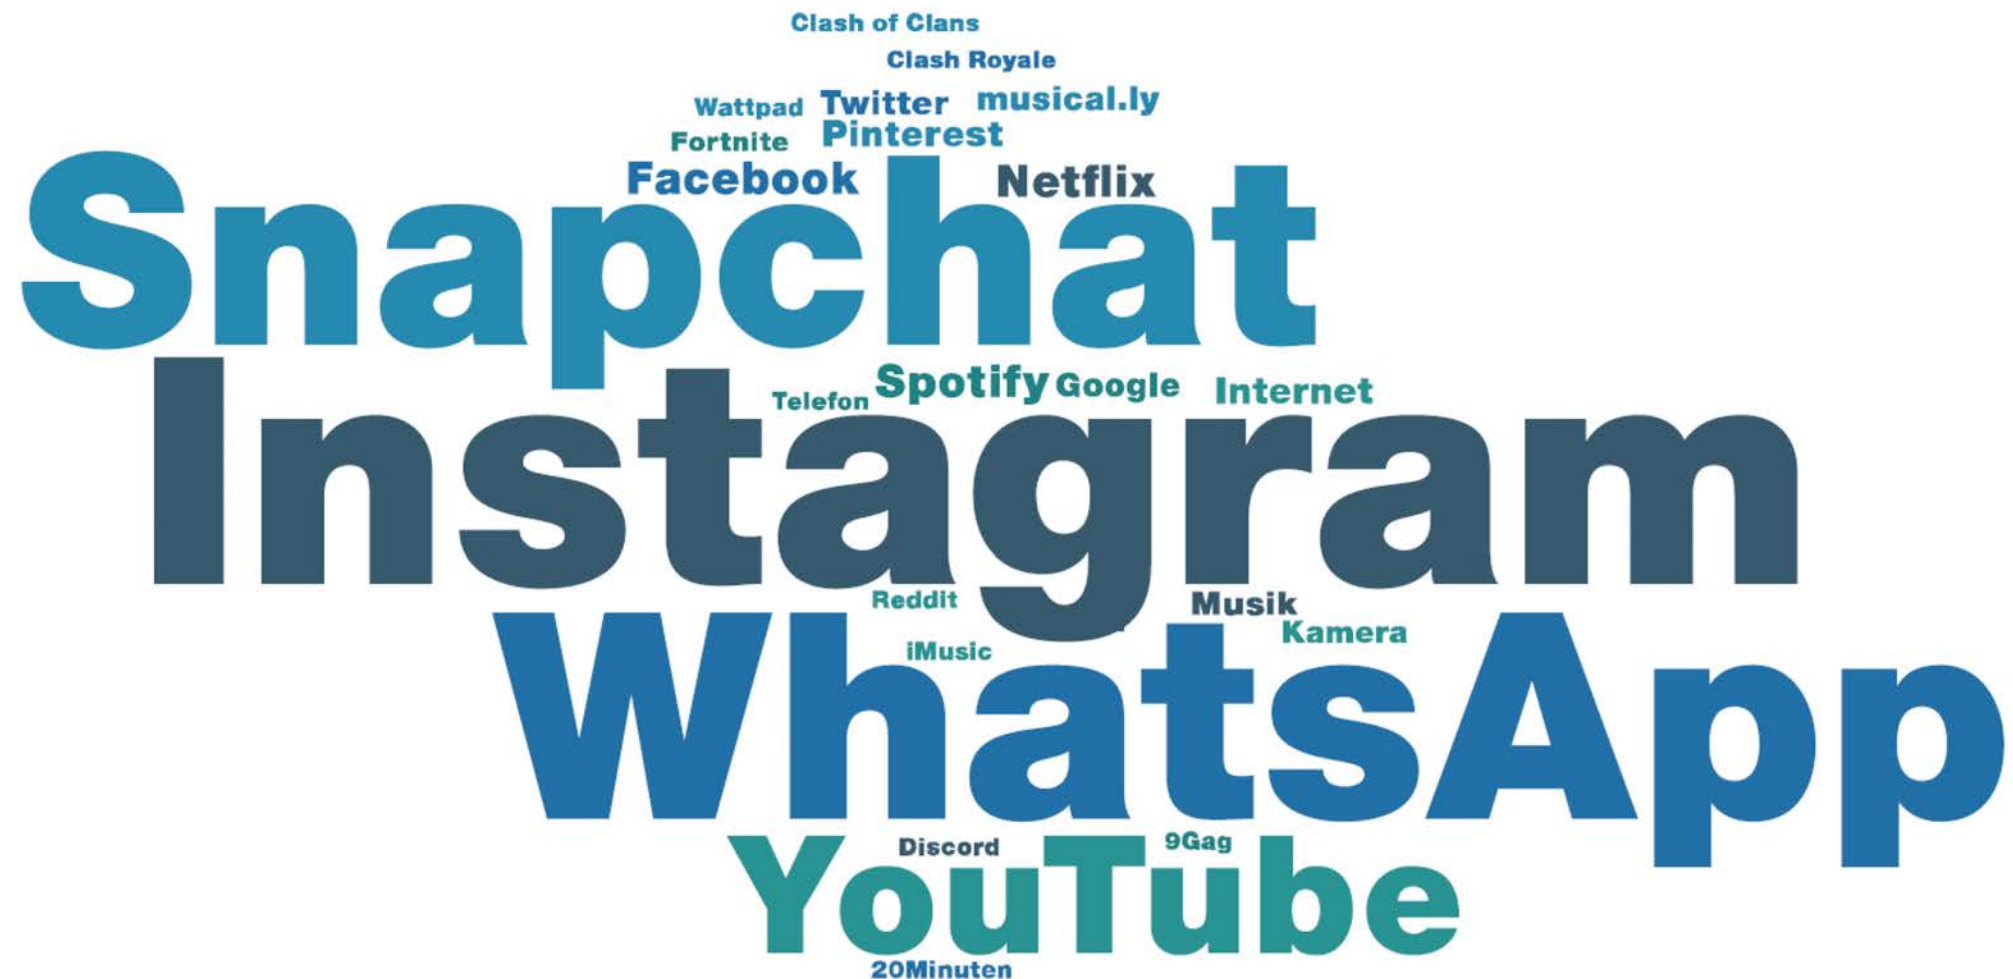 Clash of Clans
Clash Royale
Wattpad Twitter musical.ly
Fortnite Pinterest
Facebook Netflix
Snapchat
Telefon Spotify Google Internet
Instagram
Reddit Musik
Kamera
iMusic
WhatsApp
Discord 9Gag
YouTube
20Minuten